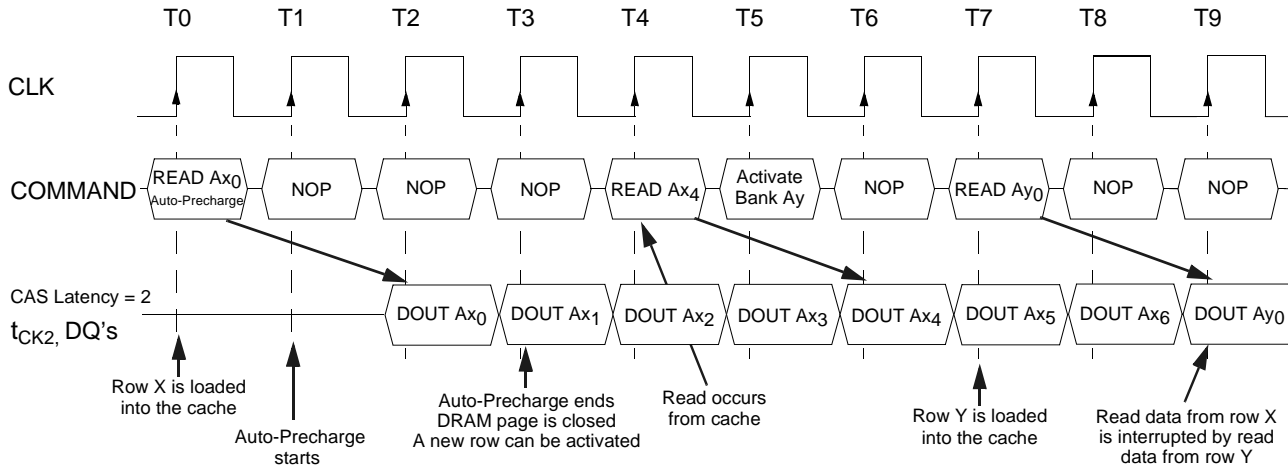 T0 T1 T2 T3 T4 T5 T6 T7 T8 T9
CLK
COMMAND
READ Ax0
Auto-Precharge
NOP
NOP
NOP
READ Ax4
Activate
Bank Ay
NOP
READ Ay0
NOP
NOP
CAS Latency = 2
tCK2, DQ's
DOUT Ax0 DOUT Ax1 DOUT Ax2 DOUT Ax3 DOUT Ax4 DOUT Ax5 DOUT Ax6 DOUT Ay0
Row X is loaded
into the cache
Auto-Precharge
starts
Auto-Precharge ends
DRAM page is closed
A new row can be activated
Read occurs
from cache
Row Y is loaded
into the cache
Read data from row X
is interrupted by read
data from row Y